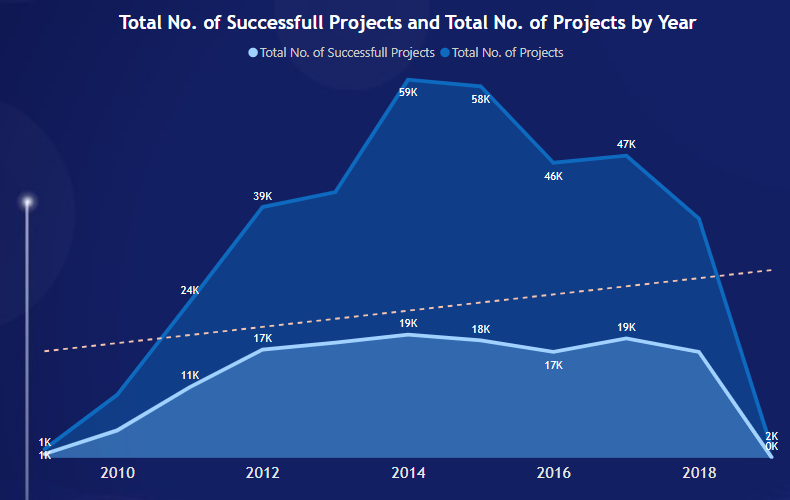 Total No. of Successfull Projects and Total No. of Projects by Year
Total No. of Successfull Projects Total No. of Projects
59K
58K
47K
46K
39K
24K
19K
18K
19K
17K
17K
11K
1K
1K
2K
0K
2010 2012 2014 2016 2018